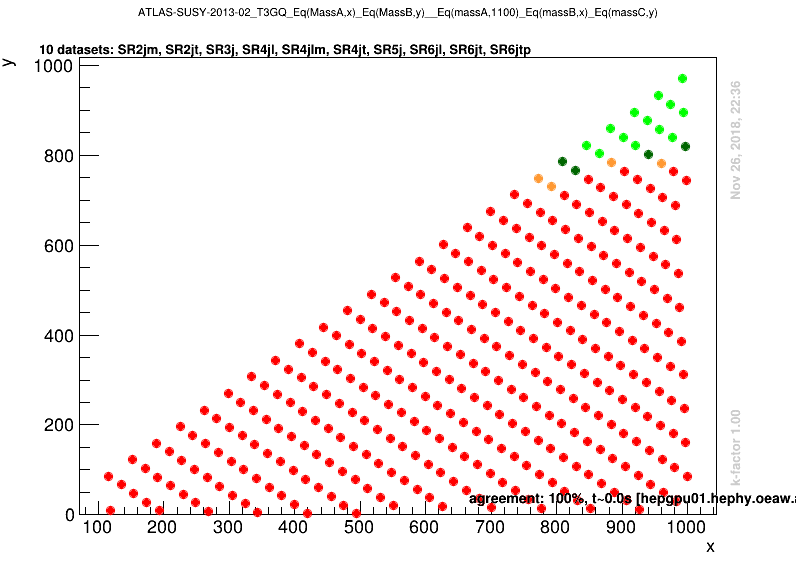 ATLAS-SUSY-2013-02_T3GQ_Eq(MassA,x)_Eq(MassB,y)__Eq(massA,1100)_Eq(massB,x)_Eq(massC,y)
10 datasets: SR2jm, SR2jt, SR3j, SR4jl, SR4jlm, SR4jt, SR5j, SR6jl, SR6jt, SR6jtp
y
1000
800
600
400
200
0
Nov 26, 2018, 22:36
k-factor 1.00
agreement: 100%, t~0.0s [hepgpu01.hephy.oeaw.a
100 200 300 400 500 600 700 800 900 1000
x